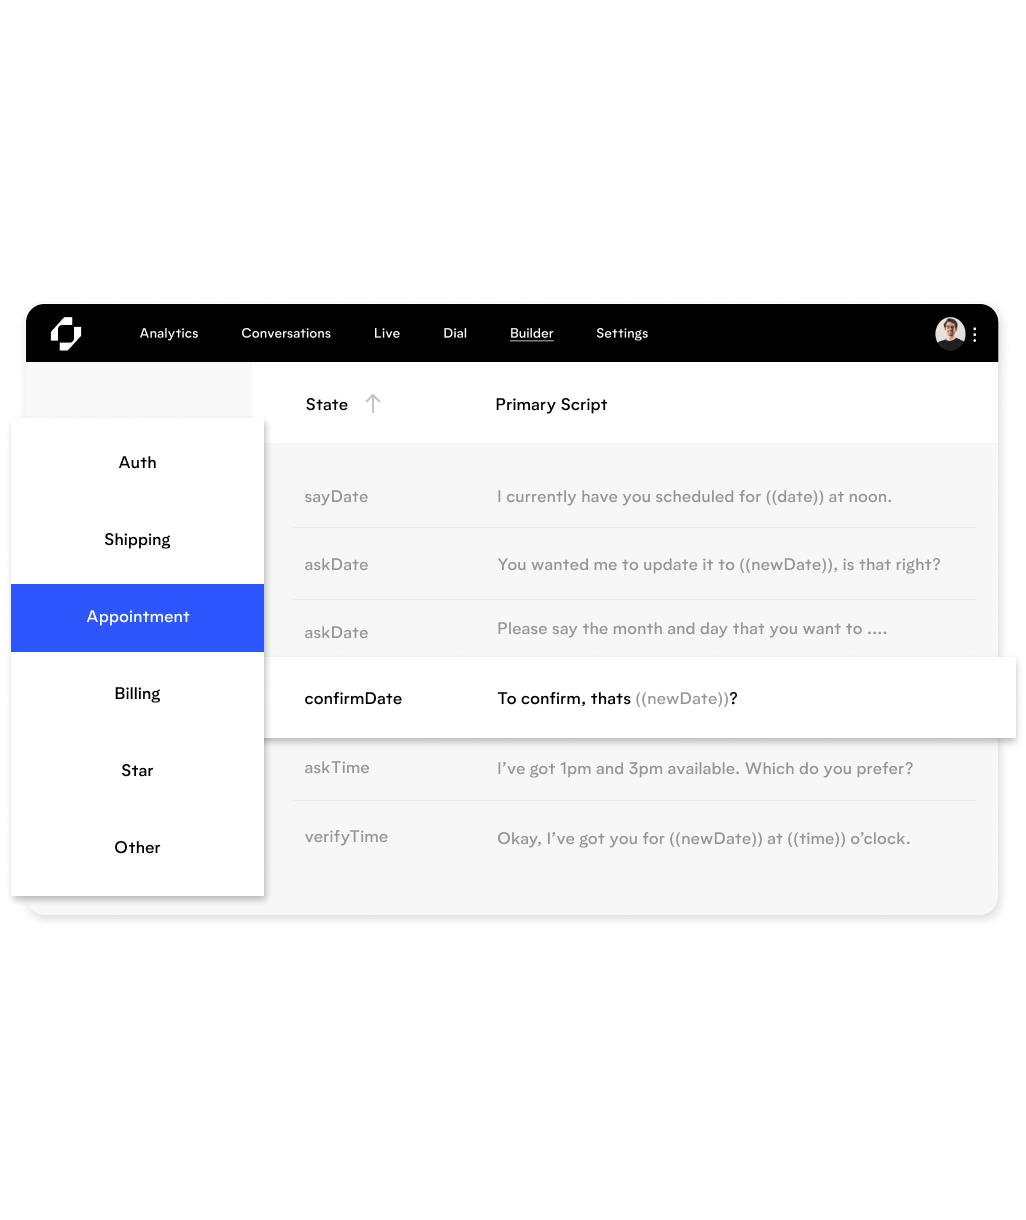 Analytics Conversations Live Dial Builder Settings
State Primary Script
Auth
Shipping
Appointment
Billing
Star
Other
sayDate I currently have you scheduled for ((date)) at noon.
askDate You wanted me to update it to ((newDate)), is that right?
askDate Please say the month and day that you want to ....
confirmDate To confirm, thats ((newDate))?
askTime I’ve got 1pm and 3pm available. Which do you prefer?
verifyTime Okay, I’ve got you for ((newDate)) at ((time)) o’clock.